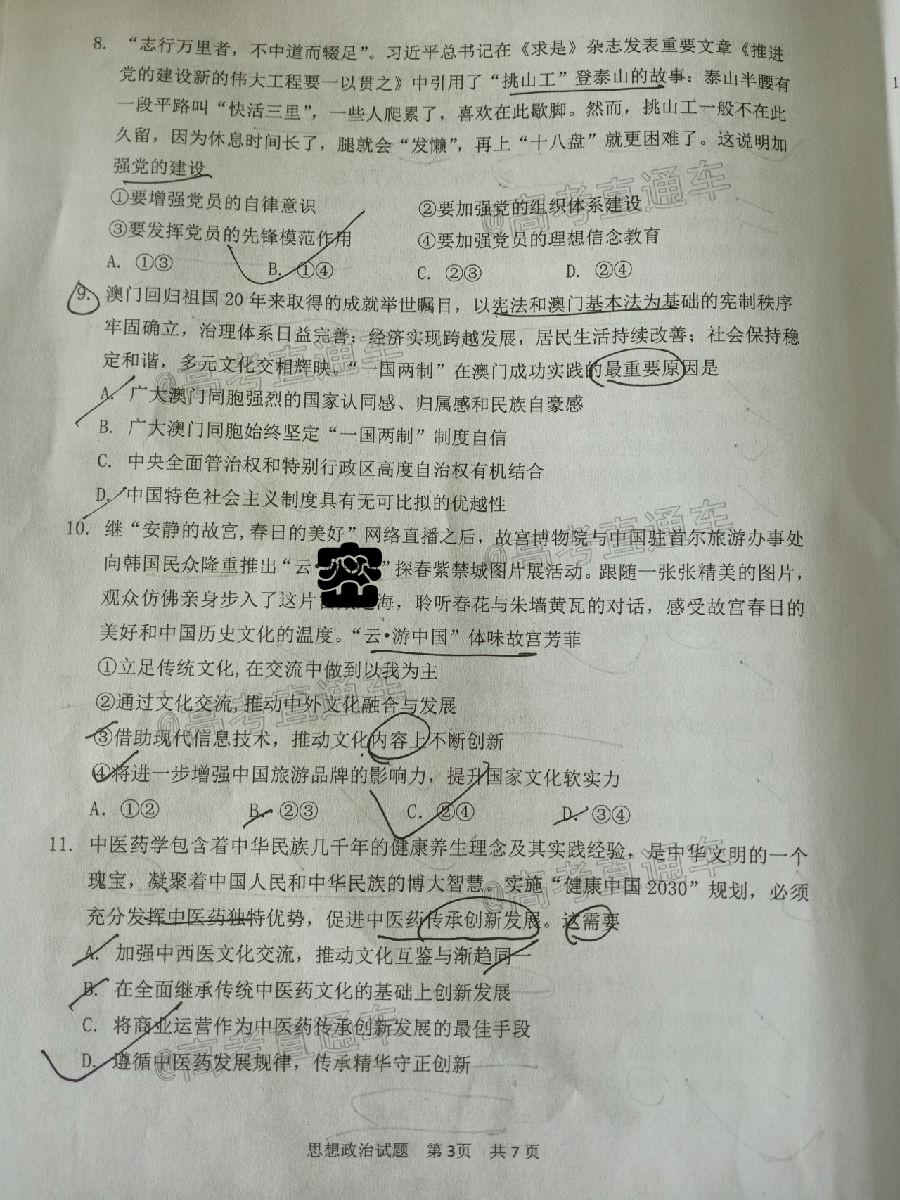 8. “志行万里者，不中道而辍足”。习近平总书记在《求是》杂志发表重要文章《推进
党的建设新的伟大工程要一以贯之》中引用了“挑山工”登泰山的故事：泰山半腰有
一段平路叫“快活三里”，一些人爬累了，喜欢在此歇脚。然而，挑山工一般不在此
久留，因为休息时间长了，腿就会“发懒”，再上“十八盘”就更困难了。这说明加
强党的建设
①要增强党员的自律意识 ②要加强党的组织体系建设
③要发挥党员的先锋模范作用 ④要加强党员的理想信念教育
A. ①③ B. ①④ C. ②③ D. ②④
9. 澳门回归祖国 20 年来取得的成就举世瞩目，以宪法和澳门基本法为基础的宪制秩序
牢固确立，治理体系日益完善；经济实现跨越发展，居民生活持续改善；社会保持稳
定和谐，多元文化交相辉映。“一国两制”在澳门成功实践的最重要原因是
A. 广大澳门同胞强烈的国家认同感、归属感和民族自豪感
B. 广大澳门同胞始终坚定“一国两制”制度自信
C. 中央全面管治权和特别行政区高度自治权有机结合
D. 中国特色社会主义制度具有无可比拟的优越性
10. 继“安静的故宫,春日的美好”网络直播之后，故宫博物院与中国驻首尔旅游办事处
向韩国民众隆重推出“云 ”探春紫禁城图片展活动。跟随一张张精美的图片，
观众仿佛亲身步入了这片 海，聆听春花与朱墙黄瓦的对话，感受故宫春日的
美好和中国历史文化的温度。“云•游中国”体味故宫芳菲
①立足传统文化,在交流中做到以我为主
②通过文化交流,推动中外文化融合与发展
③借助现代信息技术，推动文化内容上不断创新
④将进一步增强中国旅游品牌的影响力，提升国家文化软实力
A. ①② B. ②③ C. ②④ D. ③④
11. 中医药学包含着中华民族几千年的健康养生理念及其实践经验，是中华文明的一个
瑰宝，凝聚着中国人民和中华民族的博大智慧。实施“健康中国 2030”规划，必须
充分发挥中医药独特优势，促进中医药传承创新发展。这需要
A. 加强中西医文化交流，推动文化互鉴与渐趋同一
B. 在全面继承传统中医药文化的基础上创新发展
C. 将商业运营作为中医药传承创新发展的最佳手段
D. 遵循中医药发展规律，传承精华守正创新
思想政治试题 第 3页 共 7 页
@高考直通车
@高考直通车
@高考直通车
@高考直通车
@高考直通车
@高考直通车